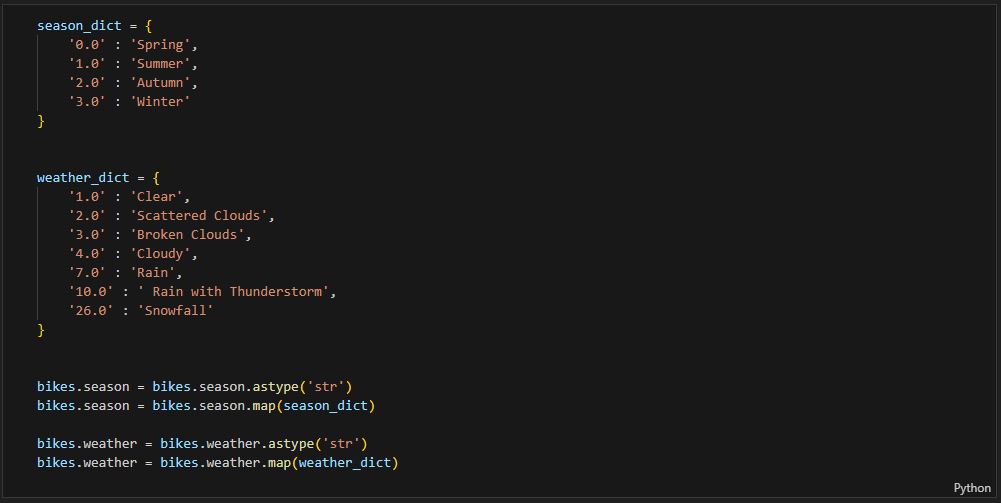 season_dict = {
    '0.0' : 'Spring',
    '1.0' : 'Summer',
    '2.0' : 'Autumn',
    '3.0' : 'Winter'
}
weather_dict = {
    '1.0' : 'Clear',
    '2.0' : 'Scattered Clouds',
    '3.0' : 'Broken Clouds',
    '4.0' : 'Cloudy',
    '7.0' : 'Rain',
    '10.0' : ' Rain with Thunderstorm',
    '26.0' : 'Snowfall'
}
bikes.season = bikes.season.astype('str')
bikes.season = bikes.season.map(season_dict)
bikes.weather = bikes.weather.astype('str')
bikes.weather = bikes.weather.map(weather_dict)
Python